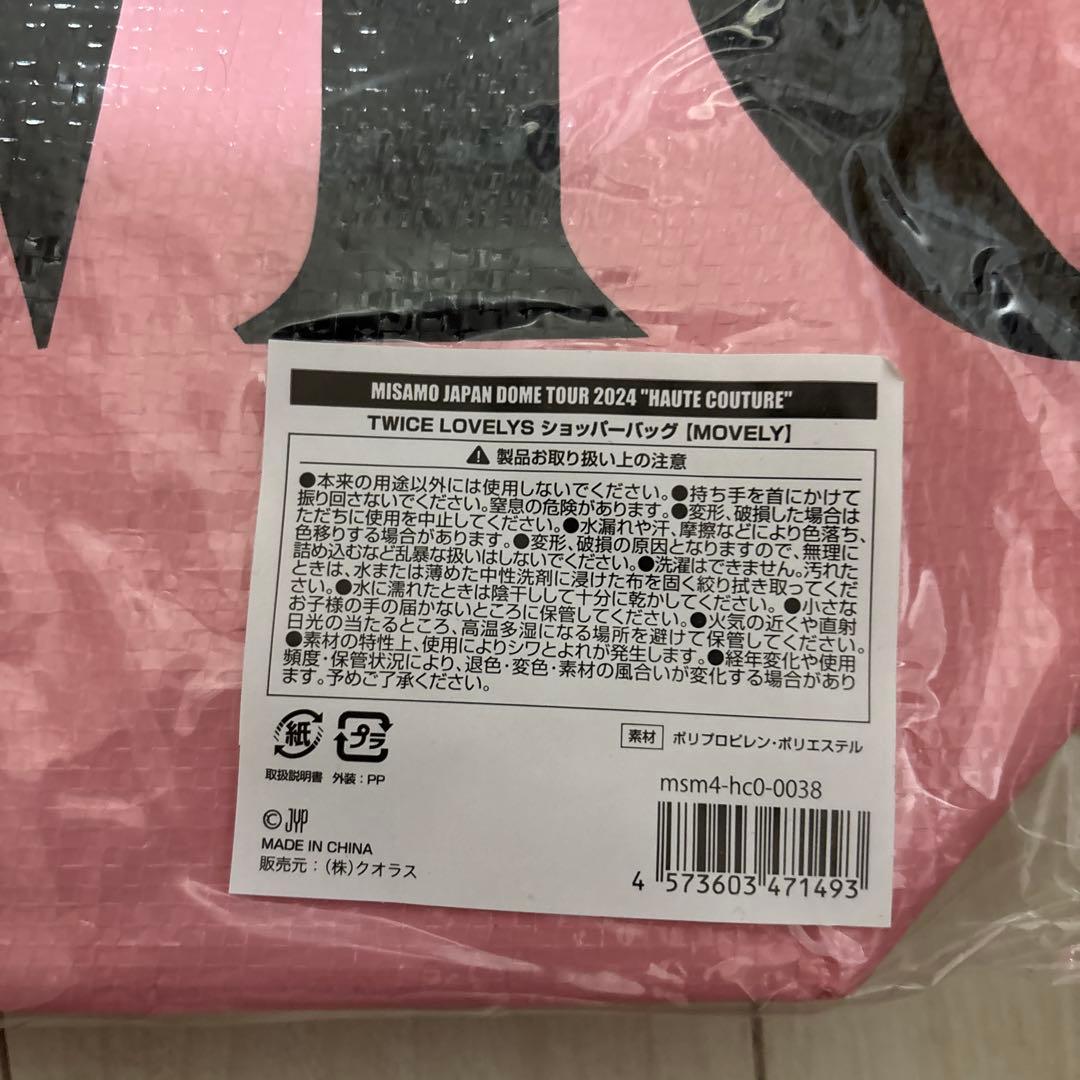 MISAMO JAPAN DOME TOUR 2024 "HAUTE COUTURE"
TWICE LOVELYS ショッパーバッグ【MOVELY】
製品お取り扱い上の注意
●本来の用途以外には使用しないでください。●持ち手を首にかけて
振り回さないでください。窒息の危険があります。●変形、破損した場合は
ただちに使用を中止してください。●水漏れや汗、摩擦などにより色落ち、
色移りする場合があります。●変形、破損の原因となりますので、無理に
詰め込むなど乱暴な扱いはしないでください。●洗濯はできません。汚れた
ときは、水または薄めた中性洗剤に浸けた布を固く絞り拭き取ってくだ
さい。●水に濡れたときは陰干しして十分に乾かしてください。●小さな
お子様の手の届かないところに保管してください。●火気の近くや直射
日光の当たるところ、高温多湿になる場所を避けて保管してください。
●素材の特性上、使用によりシワとよれが発生します。●経年変化や使用
頻度・保管状況により、退色・変色・素材の風合いが変化する場合があり
ます。予めご了承ください。
紙 プラ
取扱説明書 外装：PP
素材 ポリプロピレン・ポリエステル
msm4-hc0-0038
© JYP
MADE IN CHINA
販売元：（株）クオラス
4 573603 471493